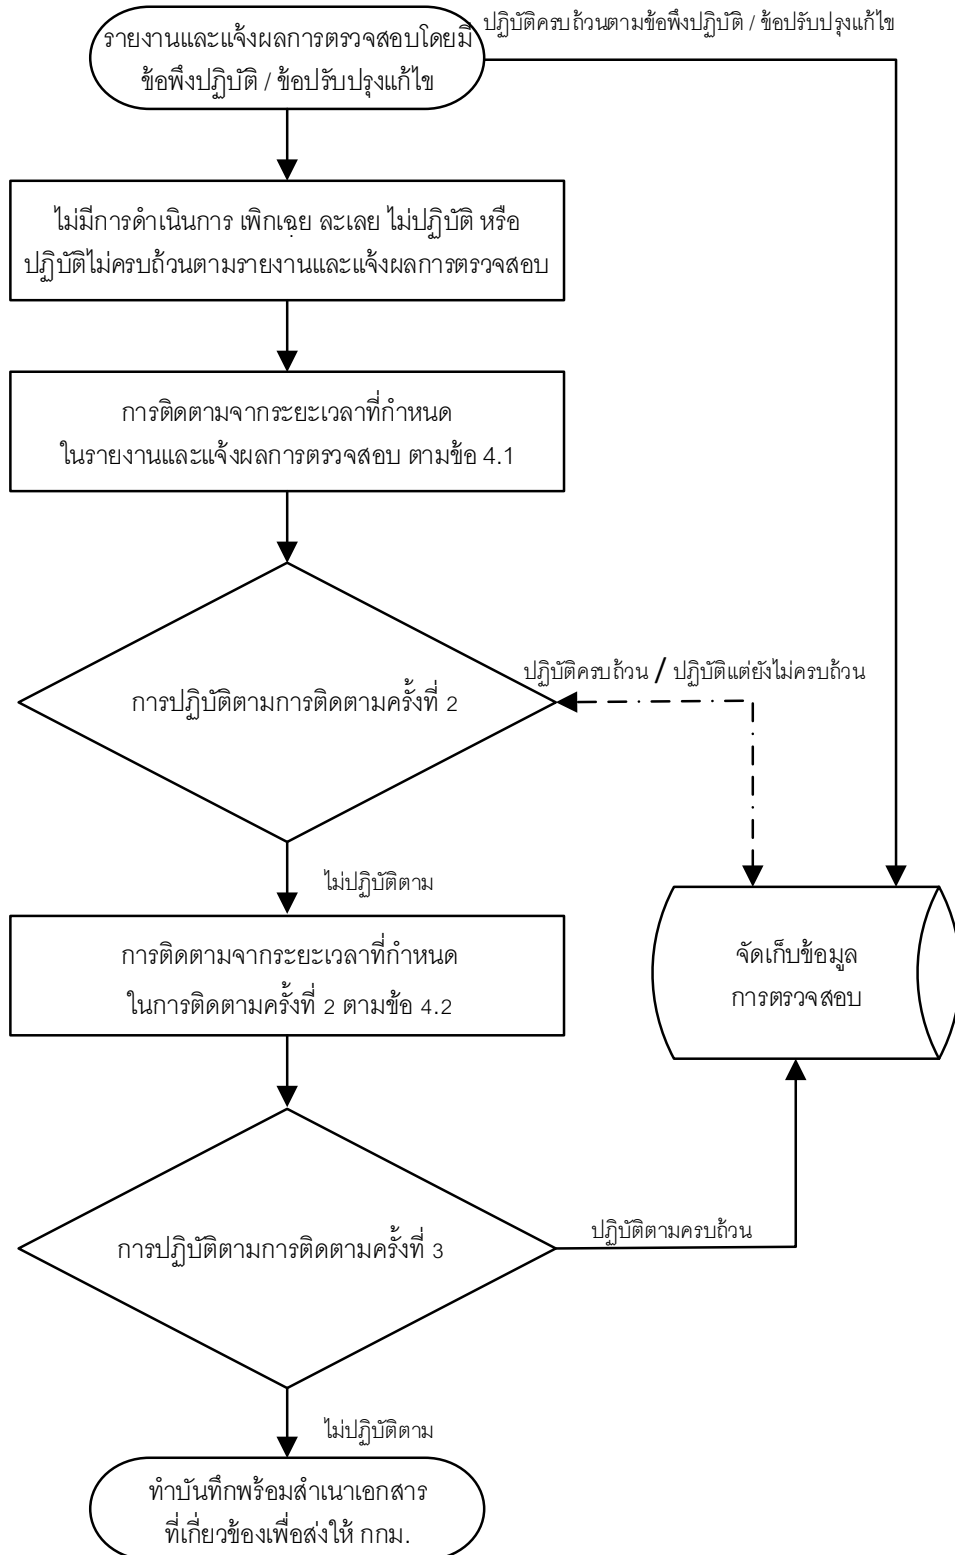 รายงานและแจ้งผลการตรวจสอบโดยมี
ข้อพึงปฏิบัติ / ข้อปรับปรุงแก้ไข
ปฏิบัติครบถ้วนตามข้อพึงปฏิบัติ / ข้อปรับปรุงแก้ไข
ไม่มีการดำเนินการ เพิกเฉย ละเลย ไม่ปฏิบัติ หรือ
ปฏิบัติไม่ครบถ้วนตามรายงานและแจ้งผลการตรวจสอบ
การติดตามจากระยะเวลาที่กำหนด
ในรายงานและแจ้งผลการตรวจสอบ ตามข้อ 4.1
ปฏิบัติครบถ้วน / ปฏิบัติแต่ยังไม่ครบถ้วน
การปฏิบัติตามการติดตามครั้งที่ 2
ไม่ปฏิบัติตาม
การติดตามจากระยะเวลาที่กำหนด
ในการติดตามครั้งที่ 2 ตามข้อ 4.2
จัดเก็บข้อมูล
การตรวจสอบ
การปฏิบัติตามการติดตามครั้งที่ 3
ปฏิบัติตามครบถ้วน
ไม่ปฏิบัติตาม
ทำบันทึกพร้อมสำเนาเอกสาร
ที่เกี่ยวข้องเพื่อส่งให้ กกม.